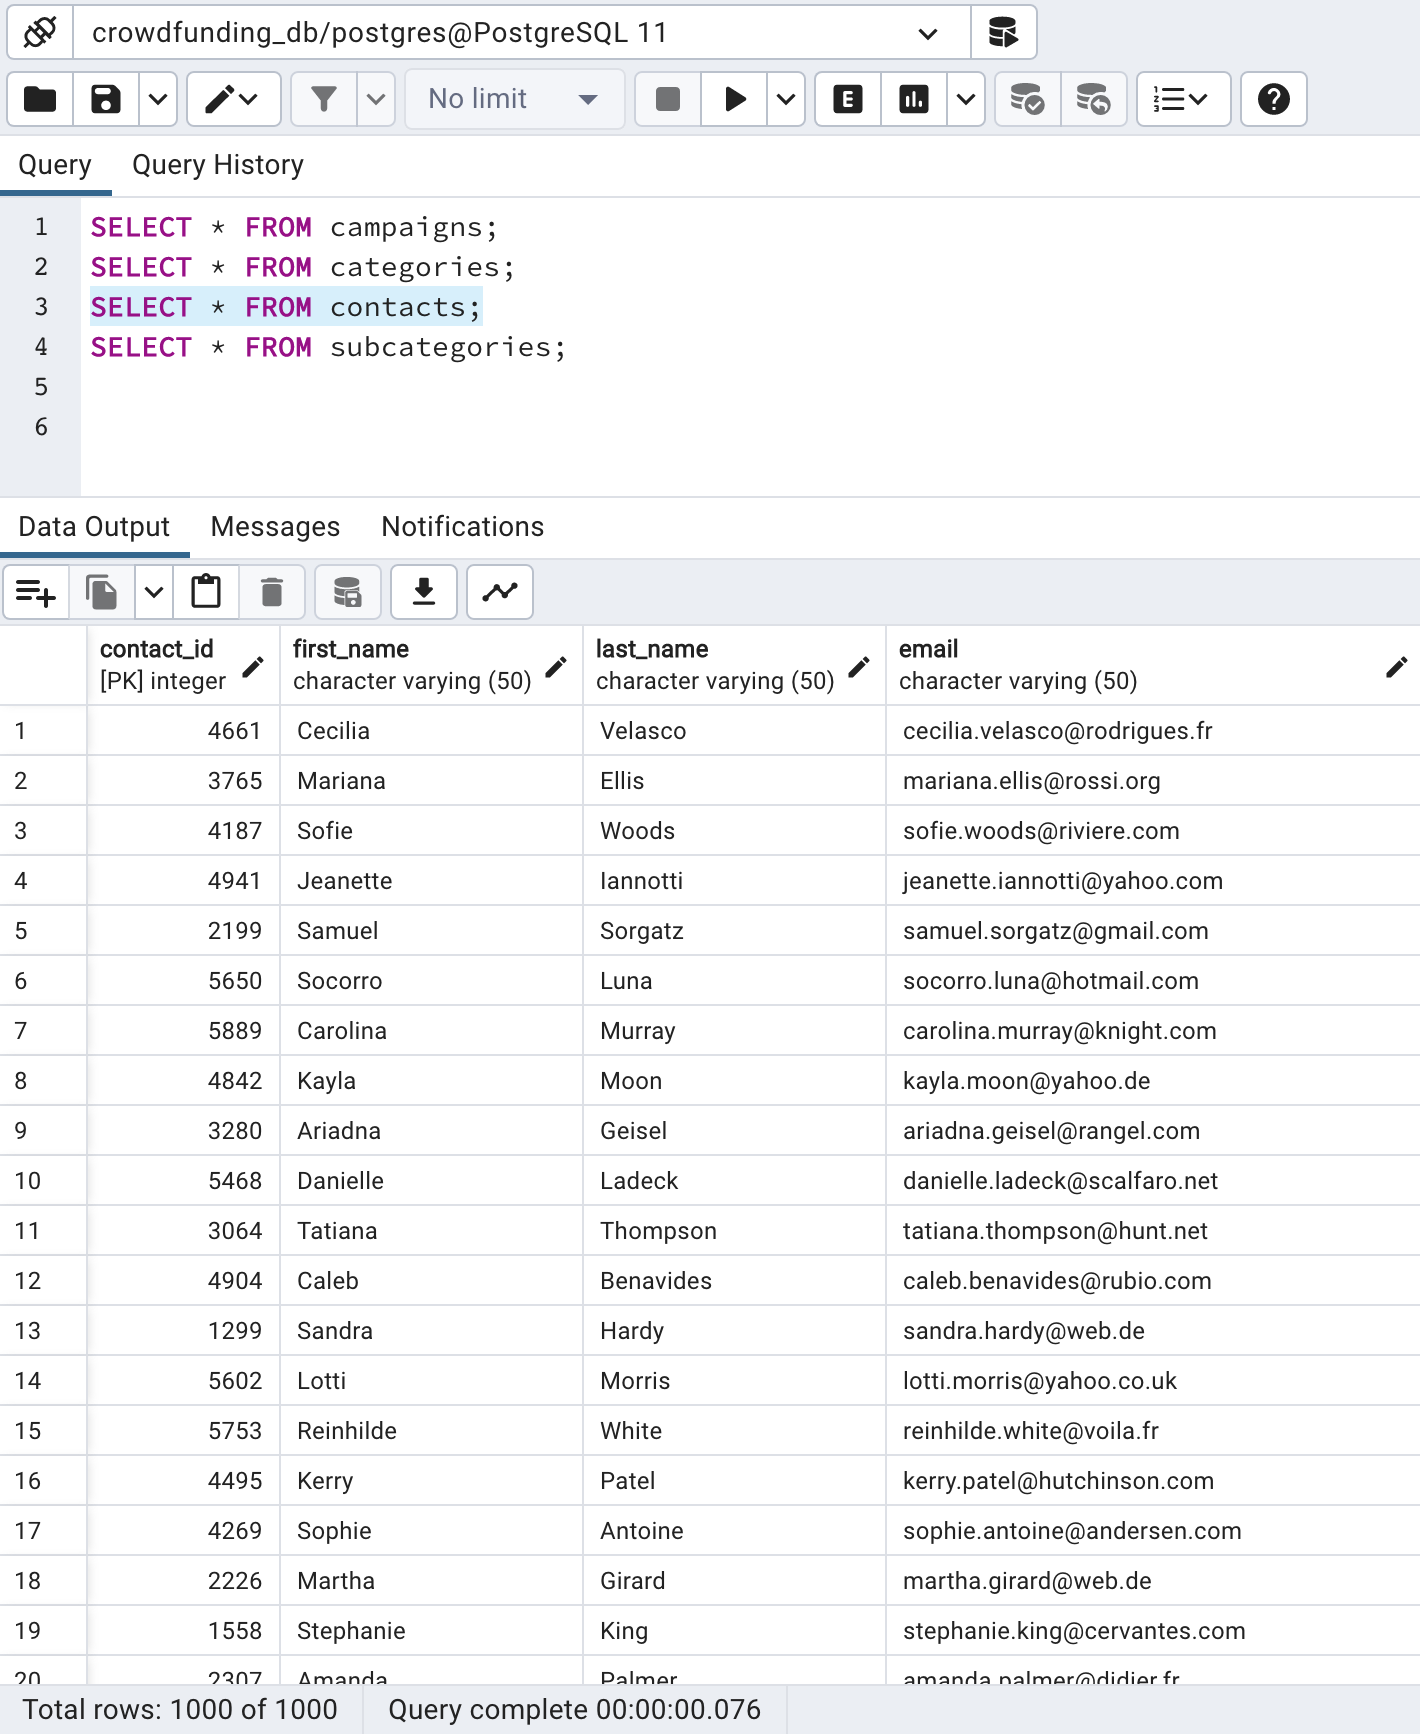 crowdfunding_db/postgres@PostgreSQL 11
No limit
E
1
2
3
?
Query Query History
1 SELECT * FROM campaigns;
2 SELECT * FROM categories;
3 SELECT * FROM contacts;
4 SELECT * FROM subcategories;
5
6
Data Output Messages Notifications
contact_id first_name last_name email
[PK] integer character varying (50) character varying (50) character varying (50)
1 4661 Cecilia Velasco cecilia.velasco@rodrigues.fr
2 3765 Mariana Ellis mariana.ellis@rossi.org
3 4187 Sofie Woods sofie.woods@riviere.com
4 4941 Jeanette Iannotti jeanette.iannotti@yahoo.com
5 2199 Samuel Sorgatz samuel.sorgatz@gmail.com
6 5650 Socorro Luna socorro.luna@hotmail.com
7 5889 Carolina Murray carolina.murray@knight.com
8 4842 Kayla Moon kayla.moon@yahoo.de
9 3280 Ariadna Geisel ariadna.geisel@rangel.com
10 5468 Danielle Ladeck danielle.ladeck@scalfaro.net
11 3064 Tatiana Thompson tatiana.thompson@hunt.net
12 4904 Caleb Benavides caleb.benavides@rubio.com
13 1299 Sandra Hardy sandra.hardy@web.de
14 5602 Lotti Morris lotti.morris@yahoo.co.uk
15 5753 Reinhilde White reinhilde.white@voila.fr
16 4495 Kerry Patel kerry.patel@hutchinson.com
17 4269 Sophie Antoine sophie.antoine@andersen.com
18 2226 Martha Girard martha.girard@web.de
19 1558 Stephanie King stephanie.king@cervantes.com
20 2307 Amanda Palmer amanda.palmer@didier.fr
Total rows: 1000 of 1000 Query complete 00:00:00.076